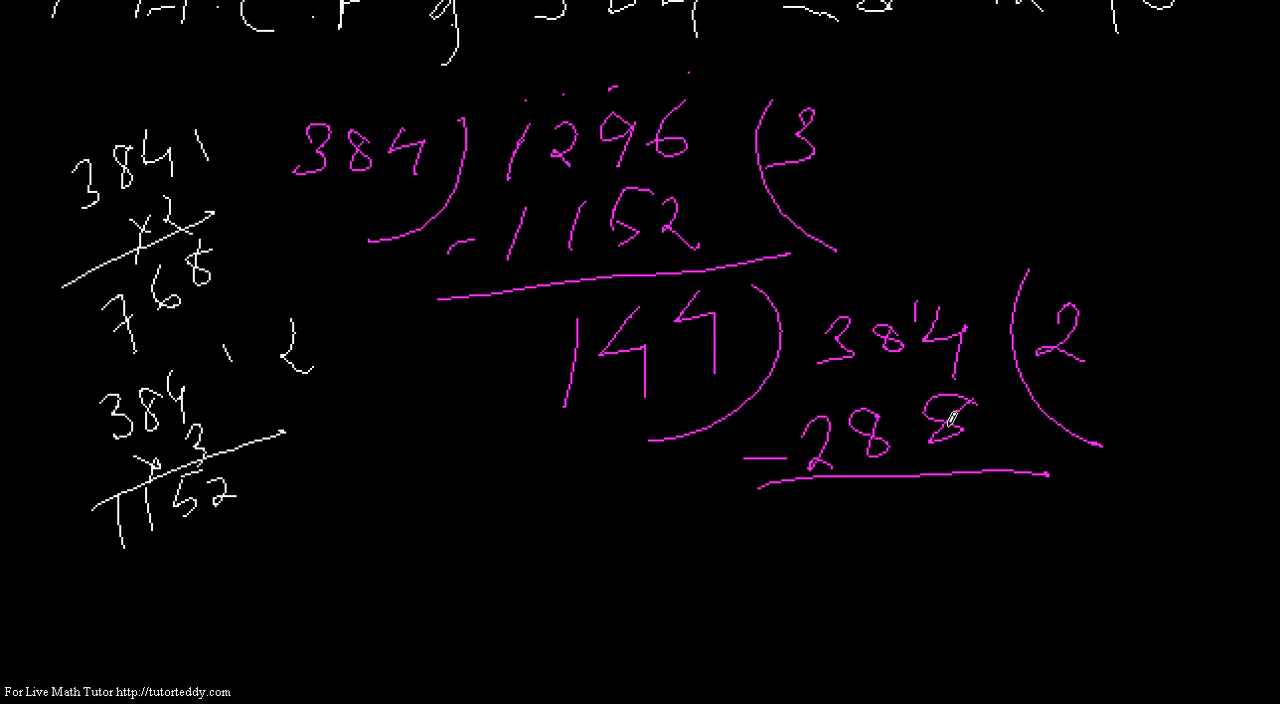 384 ) 1296 ( 3
- 1152
144 ) 384 ( 2
- 288
384
x 2
768
384
x 3
1152
For Live Math Tutor http://tutorteddy.com